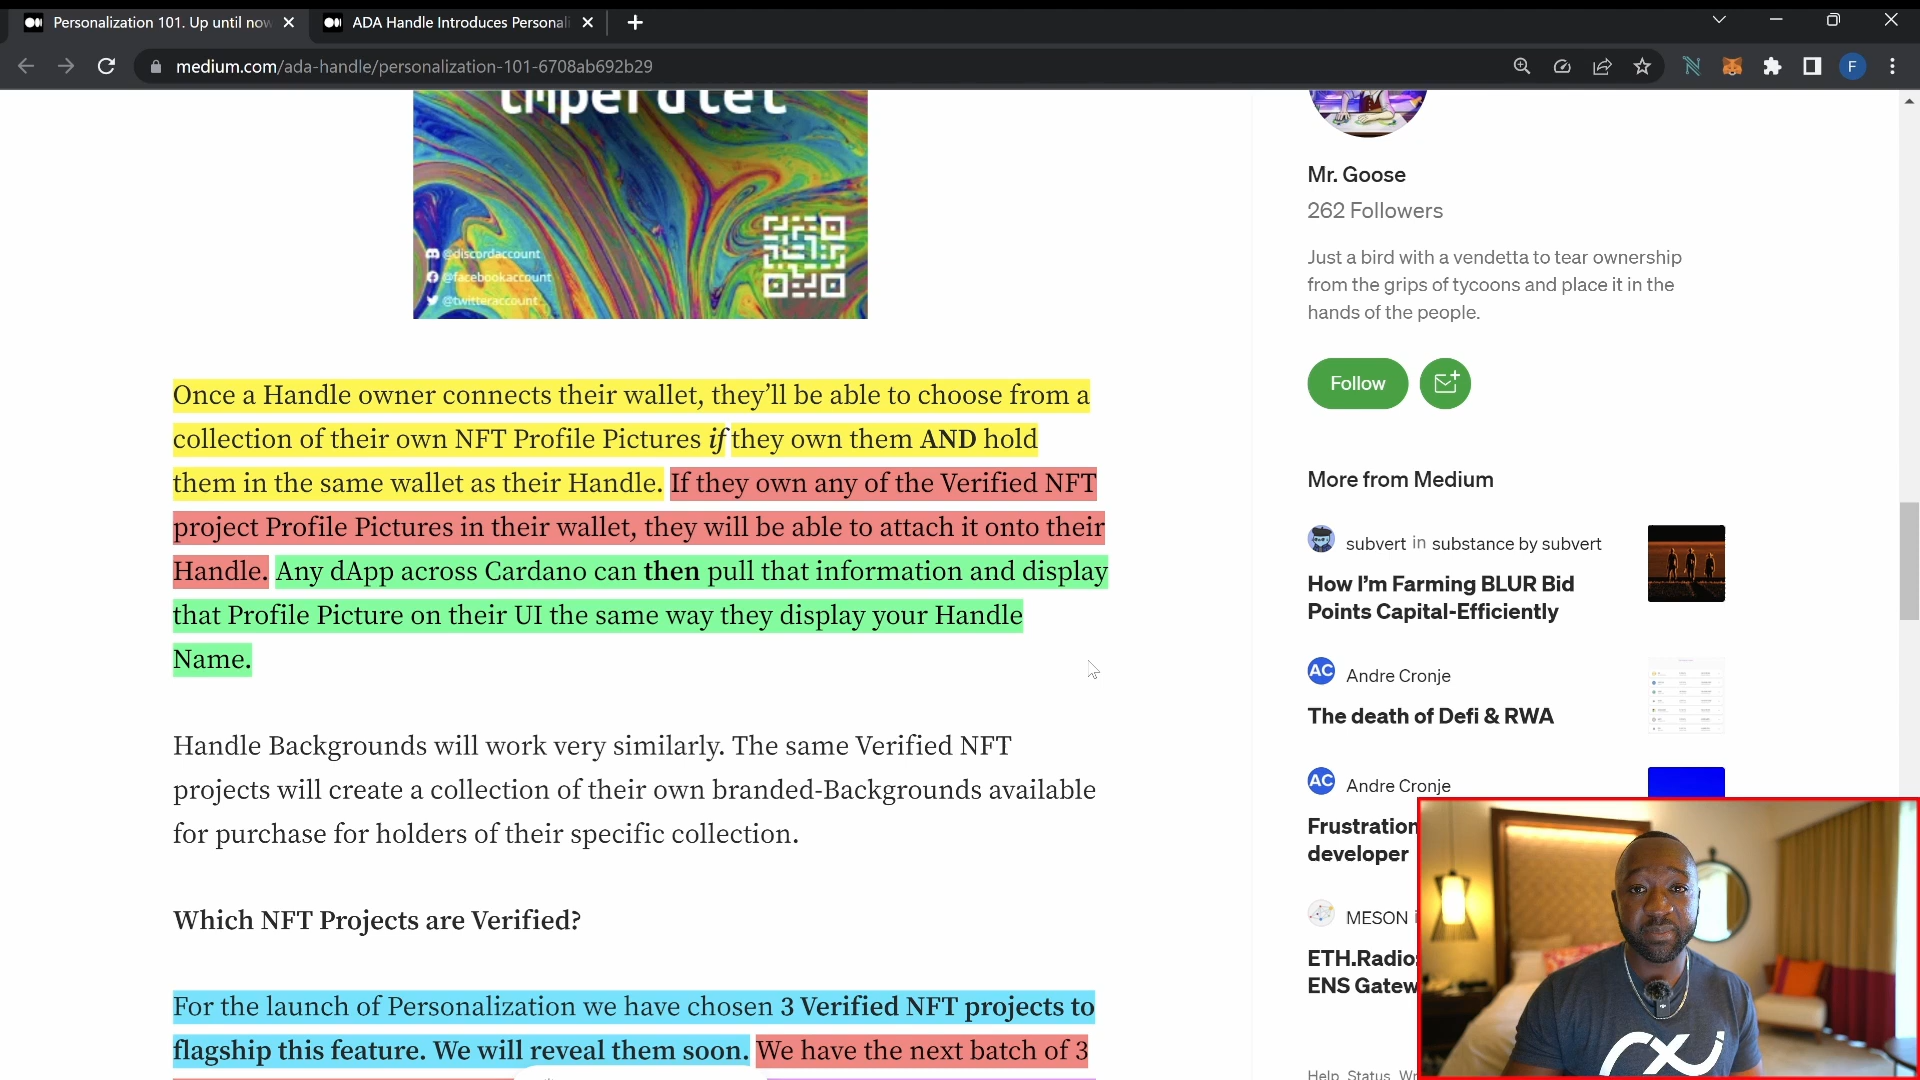 Personalization 101. Up until now
ADA Handle Introduces Personali
medium.com/ada-handle/personalization-101-6708ab692b29
F
@discordaccount
@facebookaccount
@twitteraccount
Once a Handle owner connects their wallet, they’ll be able to choose from a
collection of their own NFT Profile Pictures if they own them AND hold
them in the same wallet as their Handle. If they own any of the Verified NFT
project Profile Pictures in their wallet, they will be able to attach it onto their
Handle. Any dApp across Cardano can then pull that information and display
that Profile Picture on their UI the same way they display your Handle
Name.
Handle Backgrounds will work very similarly. The same Verified NFT
projects will create a collection of their own branded-Backgrounds available
for purchase for holders of their specific collection.
Which NFT Projects are Verified?
For the launch of Personalization we have chosen 3 Verified NFT projects to
flagship this feature. We will reveal them soon. We have the next batch of 3
Mr. Goose
262 Followers
Just a bird with a vendetta to tear ownership
from the grips of tycoons and place it in the
hands of the people.
Follow
More from Medium
subvert in substance by subvert
How I’m Farming BLUR Bid
Points Capital-Efficiently
AC Andre Cronje
The death of Defi & RWA
AC Andre Cronje
Frustration
developer
MESON
ETH.Radio:
ENS Gatew
Help Status